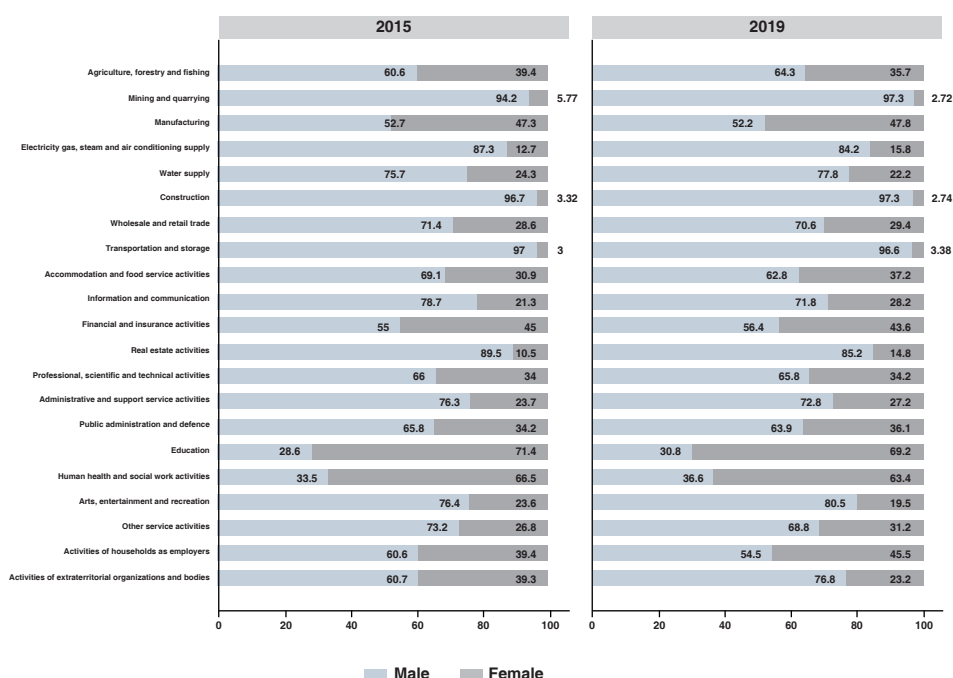 2015 2019
Agriculture, forestry and fishing 60.6 39.4 64.3 35.7
Mining and quarrying 94.2 5.77 97.3 2.72
Manufacturing 52.7 47.3 52.2 47.8
Electricity gas, steam and air conditioning supply 87.3 12.7 84.2 15.8
Water supply 75.7 24.3 77.8 22.2
Construction 96.7 3.32 97.3 2.74
Wholesale and retail trade 71.4 28.6 70.6 29.4
Transportation and storage 97 3 96.6 3.38
Accommodation and food service activities 69.1 30.9 62.8 37.2
Information and communication 78.7 21.3 71.8 28.2
Financial and insurance activities 55 45 56.4 43.6
Real estate activities 89.5 10.5 85.2 14.8
Professional, scientific and technical activities 66 34 65.8 34.2
Administrative and support service activities 76.3 23.7 72.8 27.2
Public administration and defence 65.8 34.2 63.9 36.1
Education 28.6 71.4 30.8 69.2
Human health and social work activities 33.5 66.5 36.6 63.4
Arts, entertainment and recreation 76.4 23.6 80.5 19.5
Other service activities 73.2 26.8 68.8 31.2
Activities of households as employers 60.6 39.4 54.5 45.5
Activities of extraterritorial organizations and bodies 60.7 39.3 76.8 23.2
0 20 40 60 80 100 0 20 40 60 80 100
Male Female